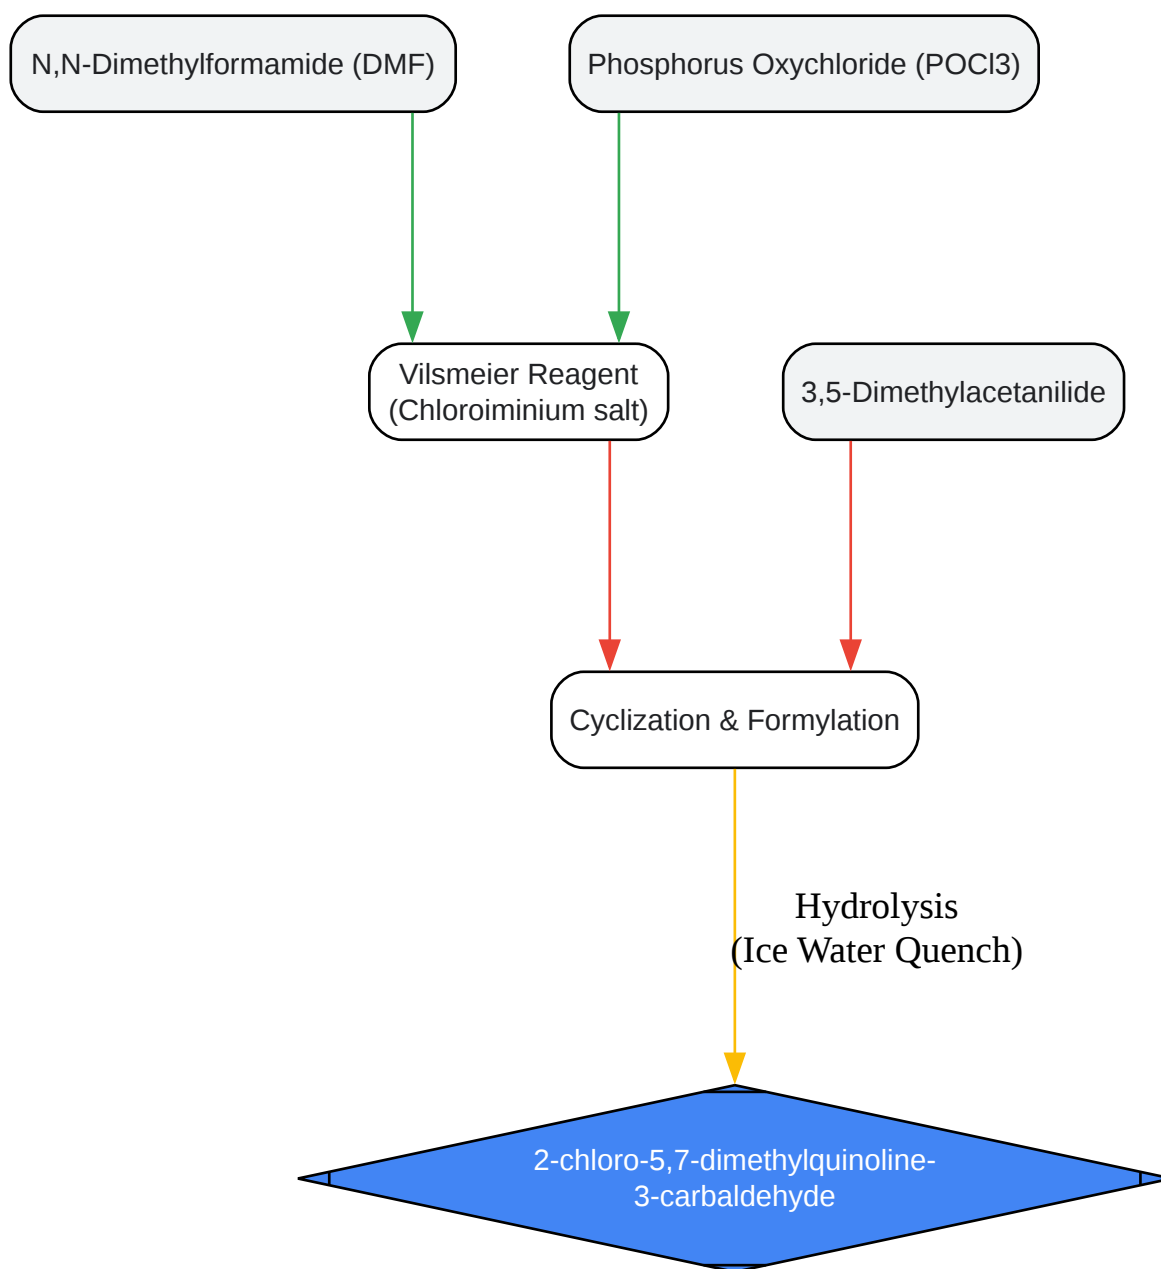 N,N-Dimethylformamide (DMF)
Phosphorus Oxychloride (POCl3)
Vilsmeier Reagent
(Chloroiminium salt)
3,5-Dimethylacetanilide
Cyclization & Formylation
Hydrolysis
(Ice Water Quench)
2-chloro-5,7-dimethylquinoline-
3-carbaldehyde